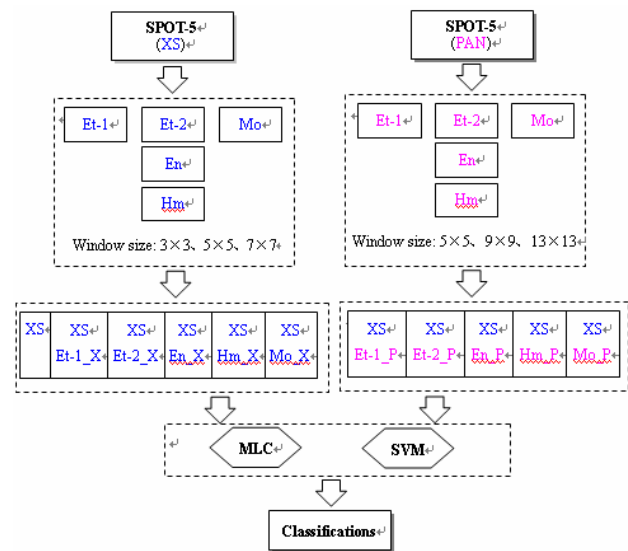 SPOT-5
(XS)
SPOT-5
(PAN)
Et-1
Et-2
Mo
En
Hm
Window size: 3×3、5×5、7×7
Et-1
Et-2
Mo
En
Hm
Window size: 5×5、9×9、13×13
XS
XS
Et-1_X
XS
Et-2_X
XS
En_X
XS
Hm_X
XS
Mo_X
XS
Et-1_P
XS
Et-2_P
XS
En_P
XS
Hm_P
XS
Mo_P
MLC
SVM
Classifications